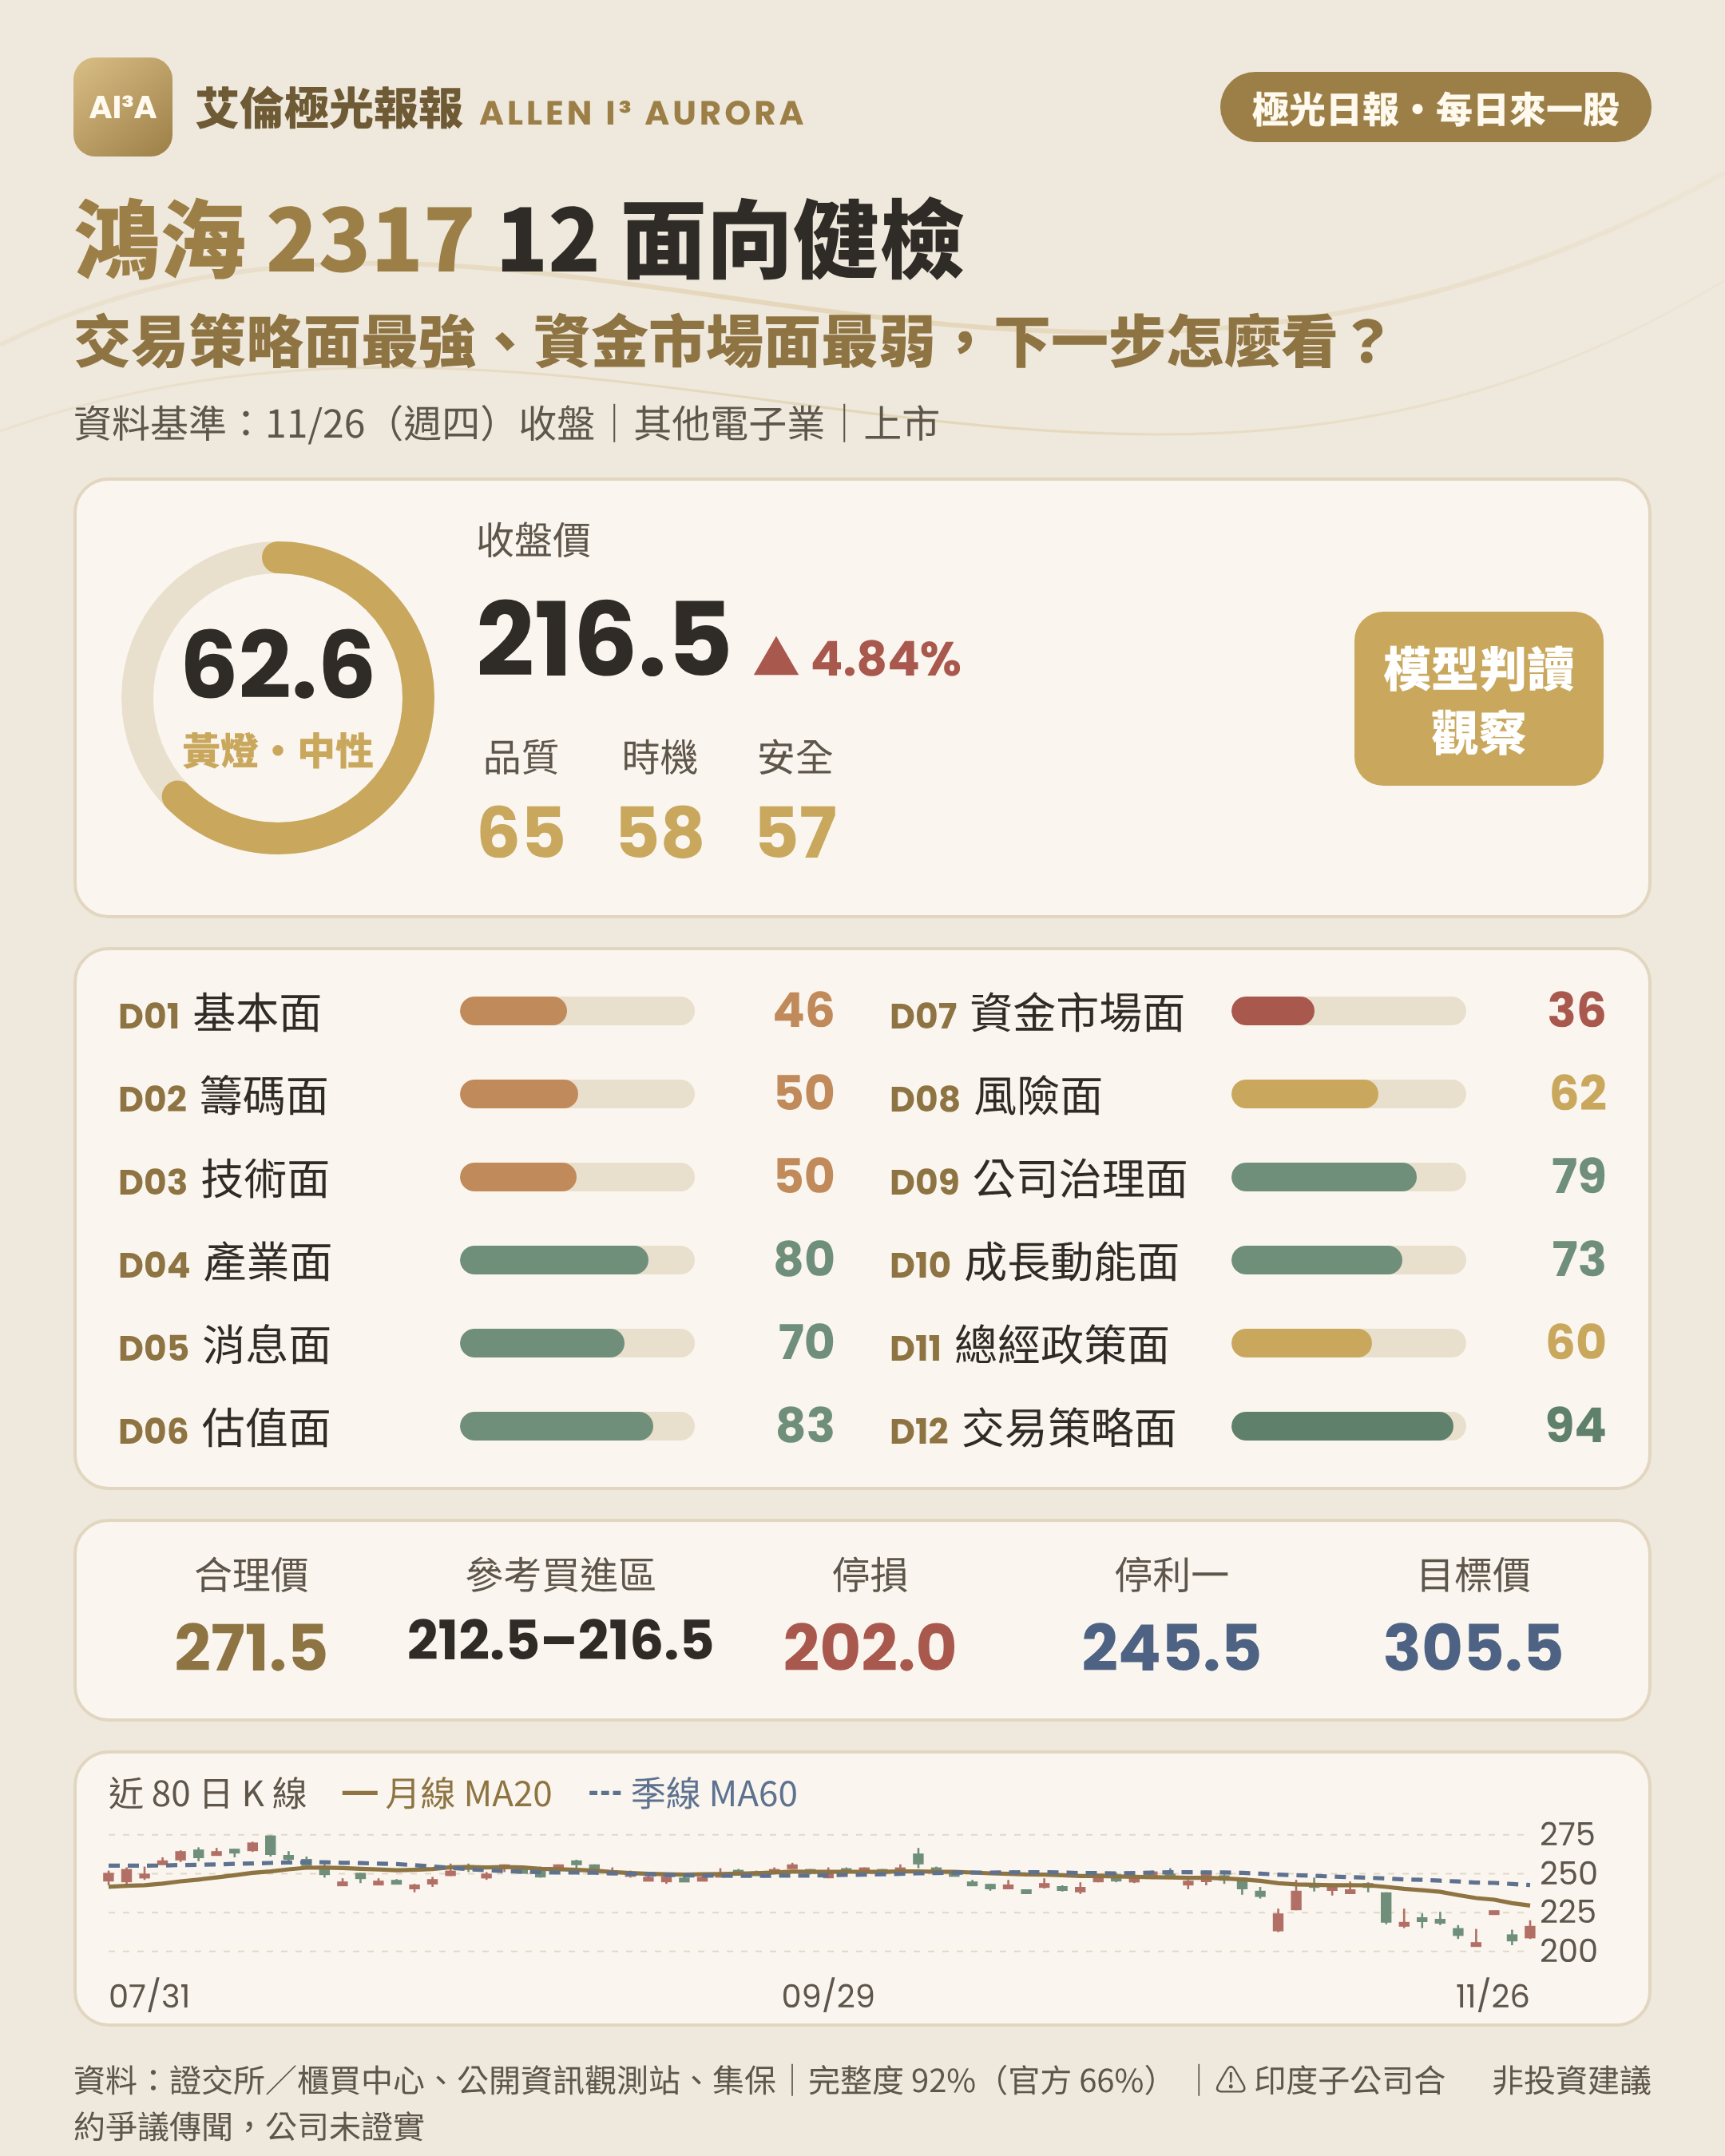 AI³A 艾倫極光報報 ALLEN I³ AURORA 極光日報・每日來一股
鴻海 2317 12 面向健檢
交易策略面最強、資金市場面最弱，下一步怎麼看？
資料基準：11/26（週四）收盤｜其他電子業｜上市
62.6
黃燈・中性
收盤價
216.5 ▲ 4.84%
品質 時機 安全
65 58 57
模型判讀
觀察
D01 基本面 46
D02 籌碼面 50
D03 技術面 50
D04 產業面 80
D05 消息面 70
D06 估值面 83
D07 資金市場面 36
D08 風險面 62
D09 公司治理面 79
D10 成長動能面 73
D11 總經政策面 60
D12 交易策略面 94
合理價 參考買進區 停損 停利一 目標價
271.5 212.5–216.5 202.0 245.5 305.5
近 80 日 K 線 月線 MA20 季線 MA60
275
250
225
200
07/31 09/29 11/26
資料：證交所／櫃買中心、公開資訊觀測站、集保｜完整度 92%（官方 66%）｜⚠ 印度子公司合 非投資建議
約爭議傳聞，公司未證實